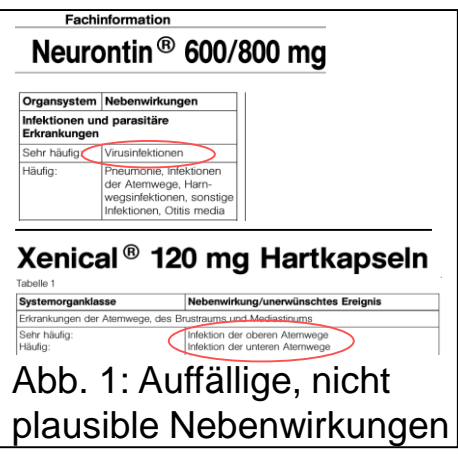 Fachinformation
Neurontin® 600/800 mg
Organsystem Nebenwirkungen
Infektionen und parasitäre
Erkrankungen
Sehr häufig: Virusinfektionen
Häufig: Pneumonie, Infektionen
der Atemwege, Harn-
wegsinfektionen, sonstige
Infektionen, Otitis media
Xenical® 120 mg Hartkapseln
Tabelle 1
Systemorganklasse Nebenwirkung/unerwünschtes Ereignis
Erkrankungen der Atemwege, des Brustraums und Mediastinums
Sehr häufig: Infektion der oberen Atemwege
Häufig: Infektion der unteren Atemwege
Abb. 1: Auffällige, nicht
plausible Nebenwirkungen